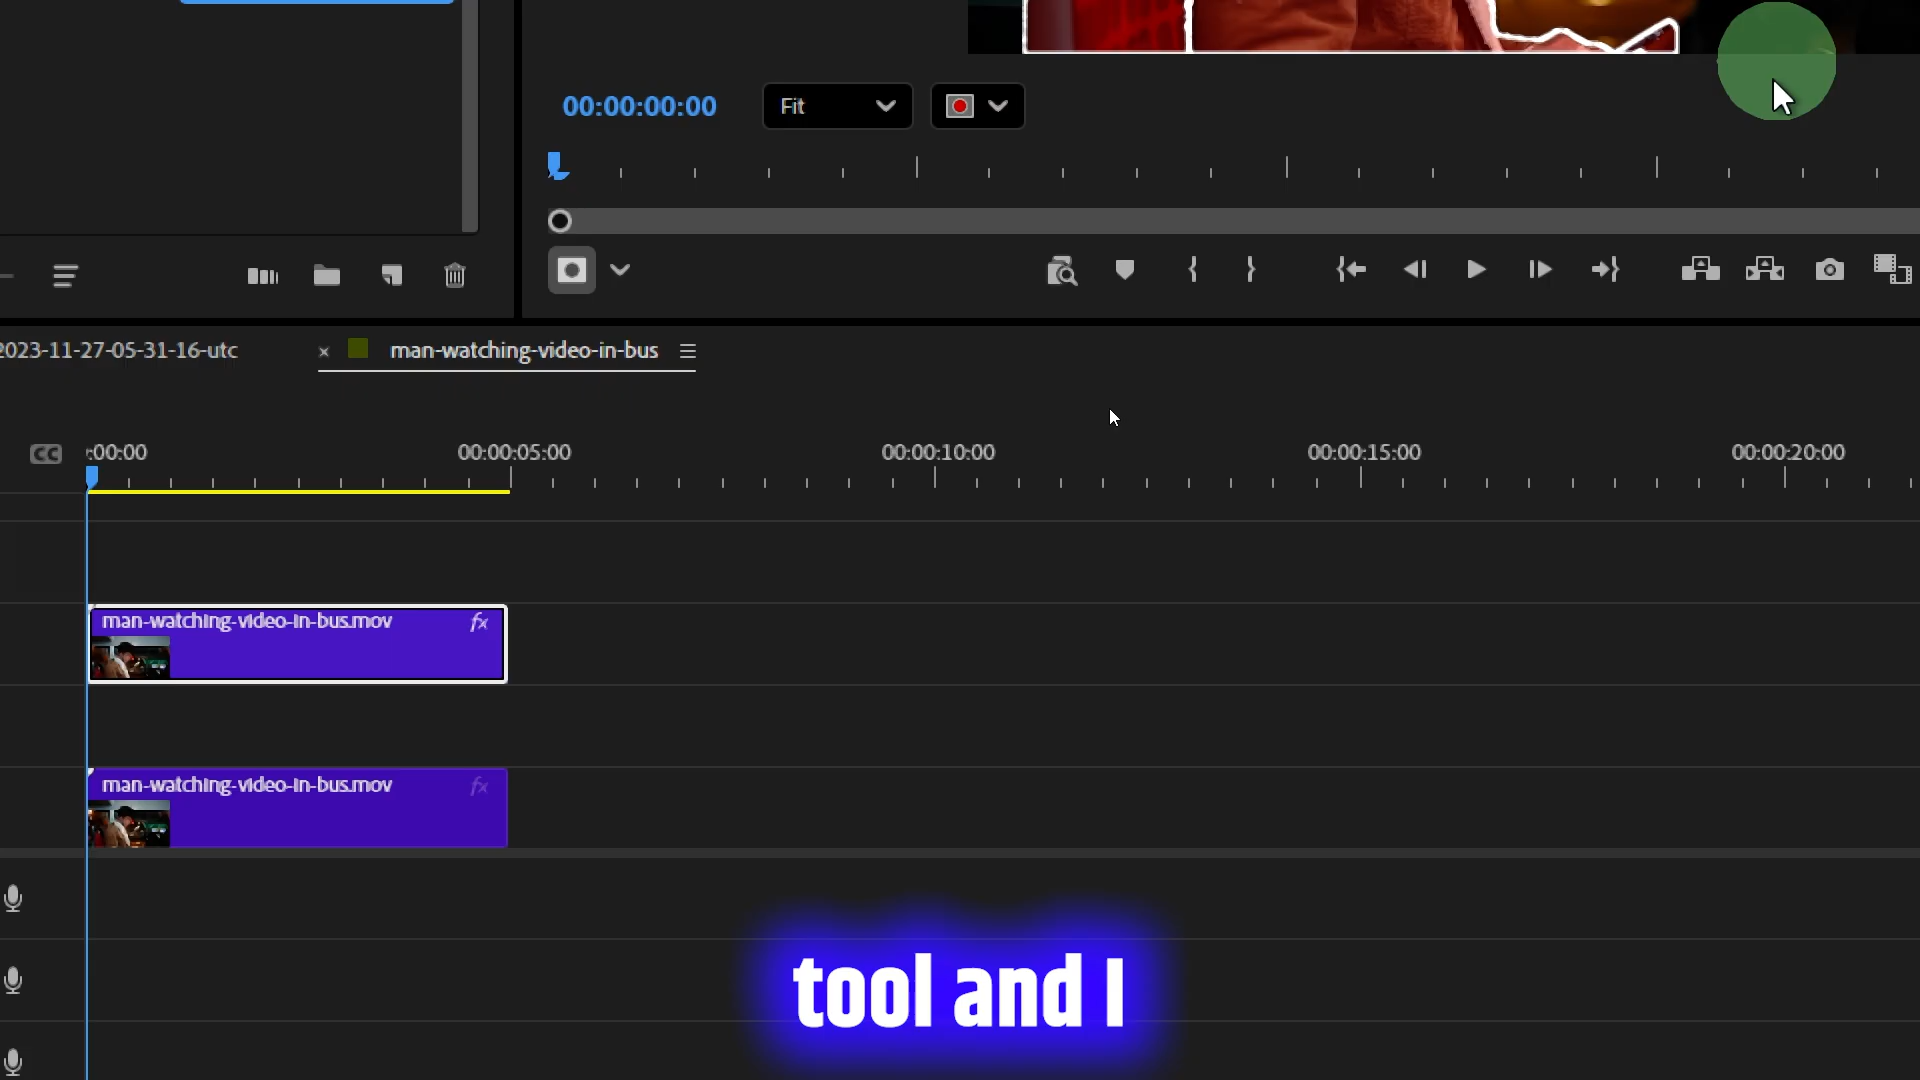 00:00:00:00
Fit
2023-11-27-05-31-16-utc
× man-watching-video-in-bus
CC
:00:00
00:00:05:00
00:00:10:00
00:00:15:00
00:00:20:00
man-watching-video-in-bus.mov fx
man-watching-video-in-bus.mov fx
tool and I